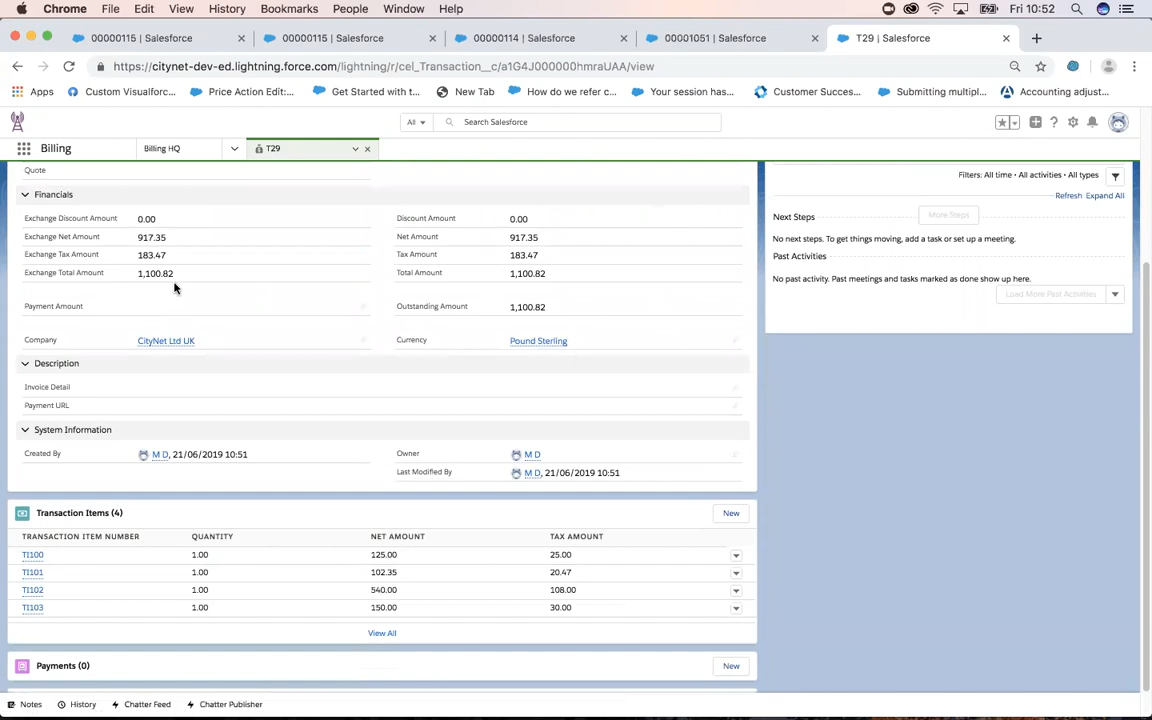 Chrome File Edit View History Bookmarks People Window Help Fri 10:52
00000115 | Salesforce 00000115 | Salesforce 00000114 | Salesforce 00001051 | Salesforce T29 | Salesforce
https://citynet-dev-ed.lightning.force.com/lightning/r/cel_Transaction__c/a1G4J000000hmraUAA/view
Apps Custom Visualforc... Price Action Edit:... Get Started with t... New Tab How do we refer c... Your session has... Customer Succes... Submitting multipl... Accounting adjust...
All Search Salesforce
Billing Billing HQ T29
Quote
Filters: All time • All activities • All types
Financials
Refresh Expand All
Exchange Discount Amount 0.00 Discount Amount 0.00
Next Steps More Steps
Exchange Net Amount 917.35 Net Amount 917.35
No next steps. To get things moving, add a task or set up a meeting.
Exchange Tax Amount 183.47 Tax Amount 183.47
Past Activities
Exchange Total Amount 1,100.82 Total Amount 1,100.82
No past activity. Past meetings and tasks marked as done show up here.
Load More Past Activities
Payment Amount Outstanding Amount 1,100.82
Company CityNet Ltd UK Currency Pound Sterling
Description
Invoice Detail
Payment URL
System Information
Created By M D, 21/06/2019 10:51 Owner M D
Last Modified By M D, 21/06/2019 10:51
Transaction Items (4) New
TRANSACTION ITEM NUMBER QUANTITY NET AMOUNT TAX AMOUNT
TI100 1.00 125.00 25.00
TI101 1.00 102.35 20.47
TI102 1.00 540.00 108.00
TI103 1.00 150.00 30.00
View All
Payments (0) New
Notes History Chatter Feed Chatter Publisher